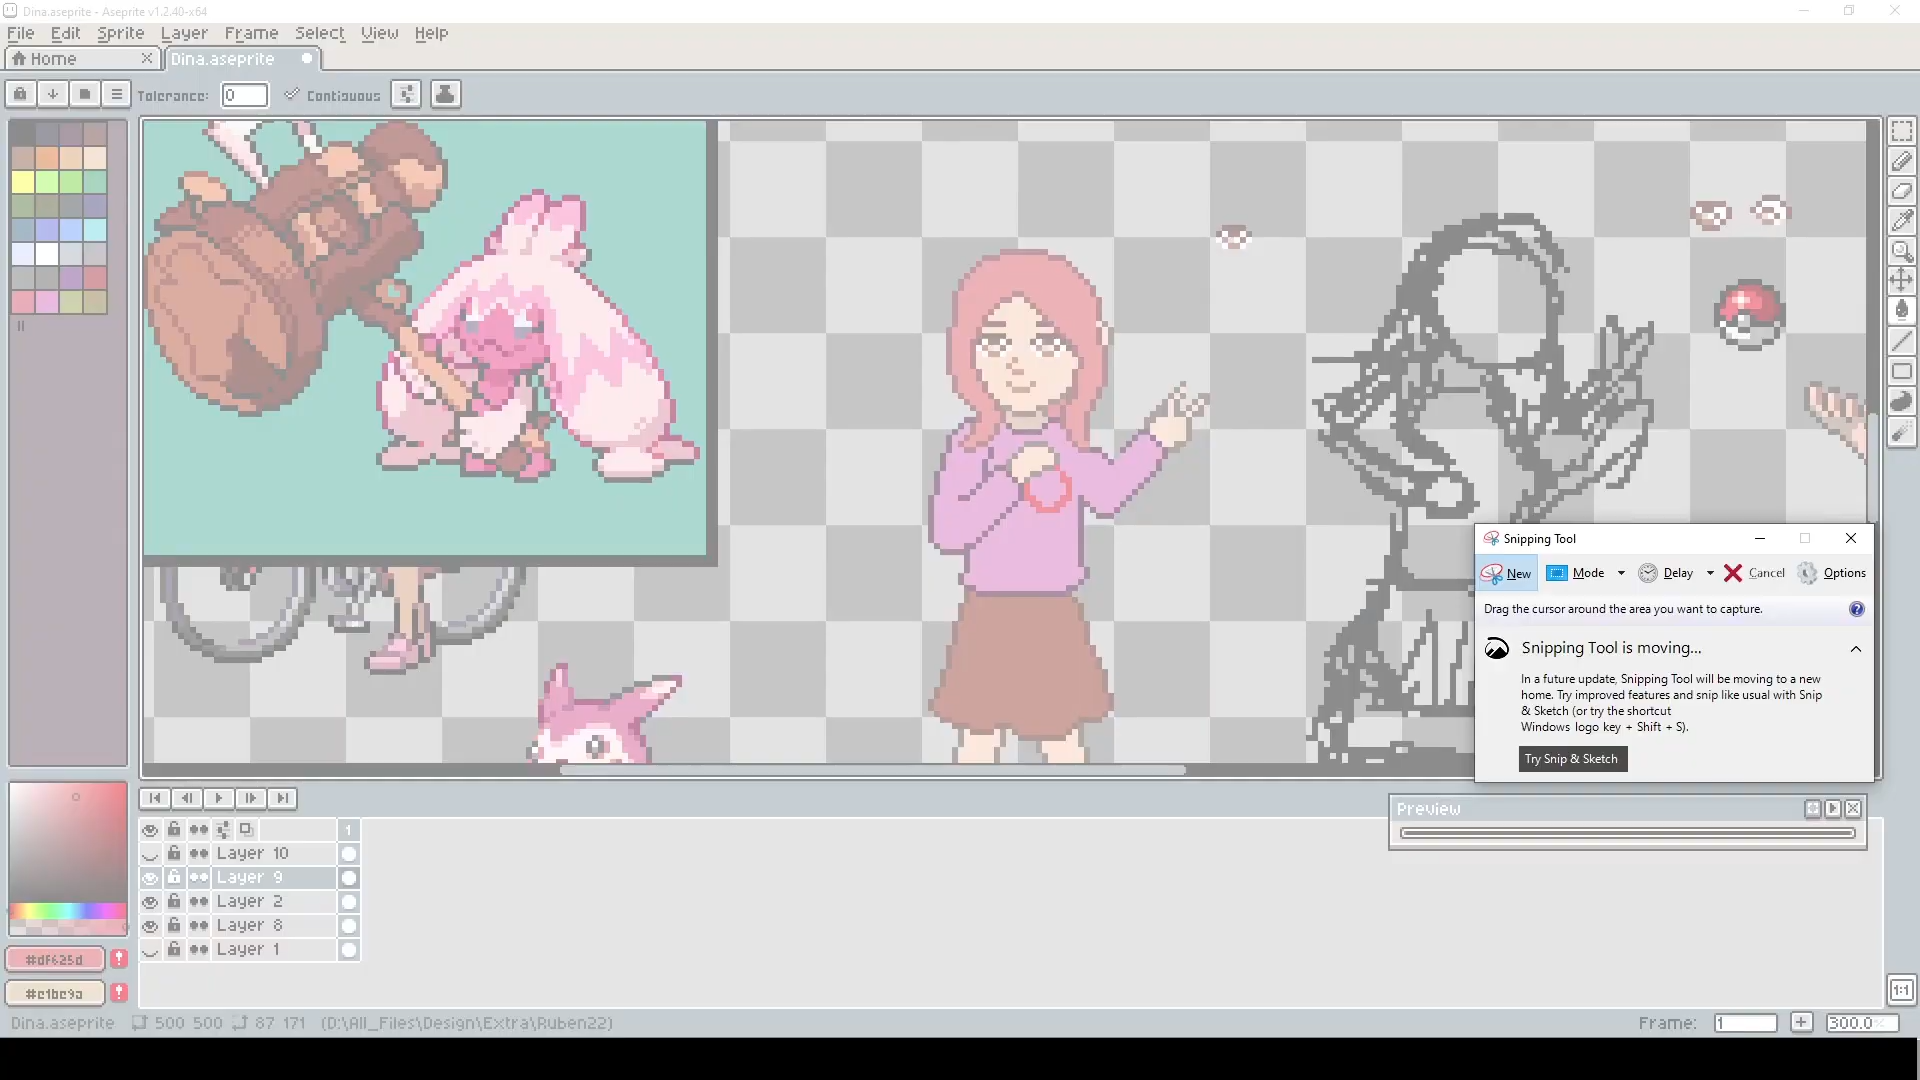 Dina.aseprite - Aseprite v1.2.40-x64
File Edit Sprite Layer Frame Select View Help
Home
Dina.aseprite
Tolerance: 0 Contiguous
Snipping Tool
New Mode Delay Cancel Options
Drag the cursor around the area you want to capture.
Snipping Tool is moving...
In a future update, Snipping Tool will be moving to a new
home. Try improved features and snip like usual with Snip
& Sketch (or try the shortcut
Windows logo key + Shift + S).
Try Snip & Sketch
Preview
1
Layer 10
Layer 9
Layer 2
Layer 8
Layer 1
#df625d
#e1bc9a
1:1
Dina.aseprite 500 500 87 171 (D:\All_Files\Design\Extra\Ruben22)
Frame: 1 + 300.0